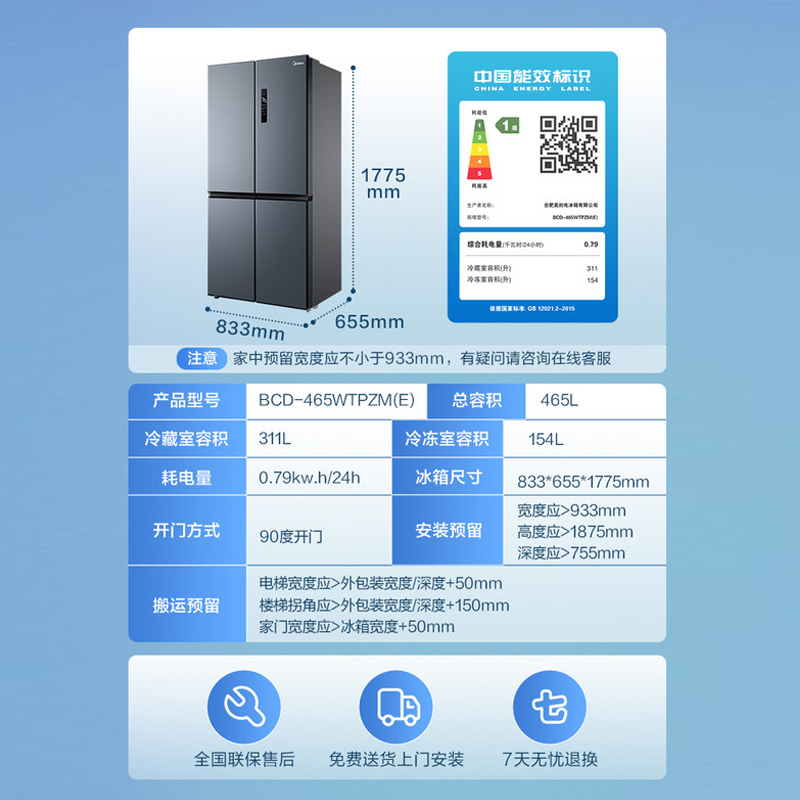 Midea
1775
mm
833mm
655mm
中国能效标识
CHINA ENERGY LABEL
耗能低
1
2
3
4
5
耗能高
1级
生产者名称:
合肥美的电冰箱有限公司
规格型号:
BCD-465WTPZM(E)
综合耗电量(千瓦时/24小时)
0.79
冷藏室容积(升)
311
冷冻室容积(升)
154
依据国家标准: GB 12021.2-2015
注意 家中预留宽度应不小于933mm，有疑问请咨询在线客服
产品型号 BCD-465WTPZM(E) 总容积 465L
冷藏室容积 311L 冷冻室容积 154L
耗电量 0.79kw.h/24h 冰箱尺寸 833*655*1775mm
开门方式 90度开门 安装预留
宽度应>933mm
高度应>1875mm
深度应>755mm
搬运预留
电梯宽度应>外包装宽度/深度+50mm
楼梯拐角应>外包装宽度/深度+150mm
家门宽度应>冰箱宽度+50mm
全国联保售后 免费送货上门安装 7天无忧退换